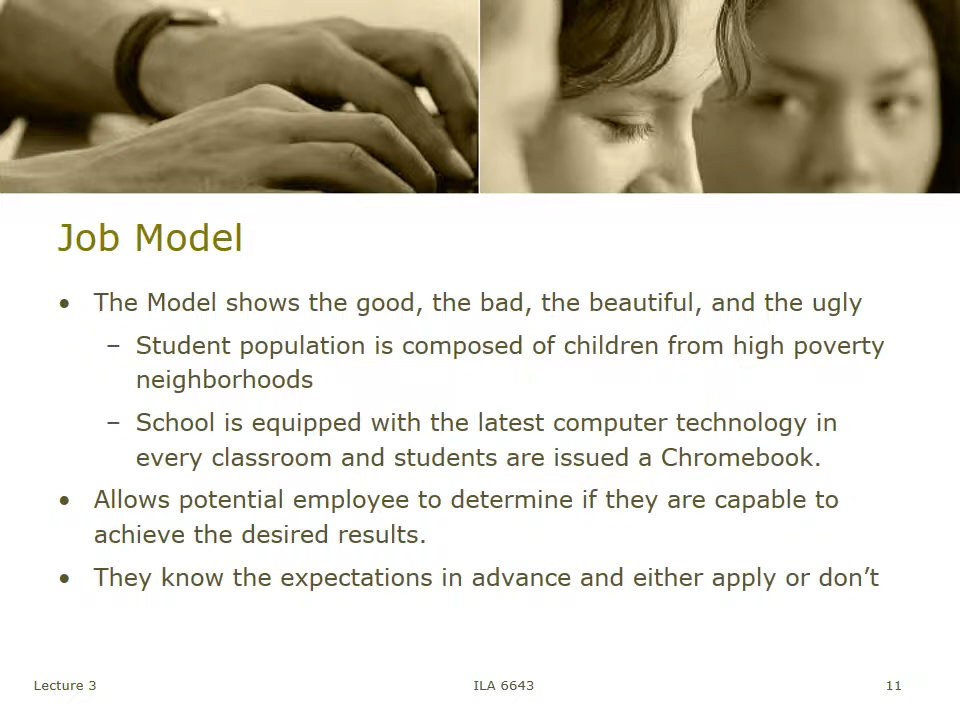 Job Model
• The Model shows the good, the bad, the beautiful, and the ugly
– Student population is composed of children from high poverty
neighborhoods
– School is equipped with the latest computer technology in
every classroom and students are issued a Chromebook.
• Allows potential employee to determine if they are capable to
achieve the desired results.
• They know the expectations in advance and either apply or don’t
Lecture 3
ILA 6643
11